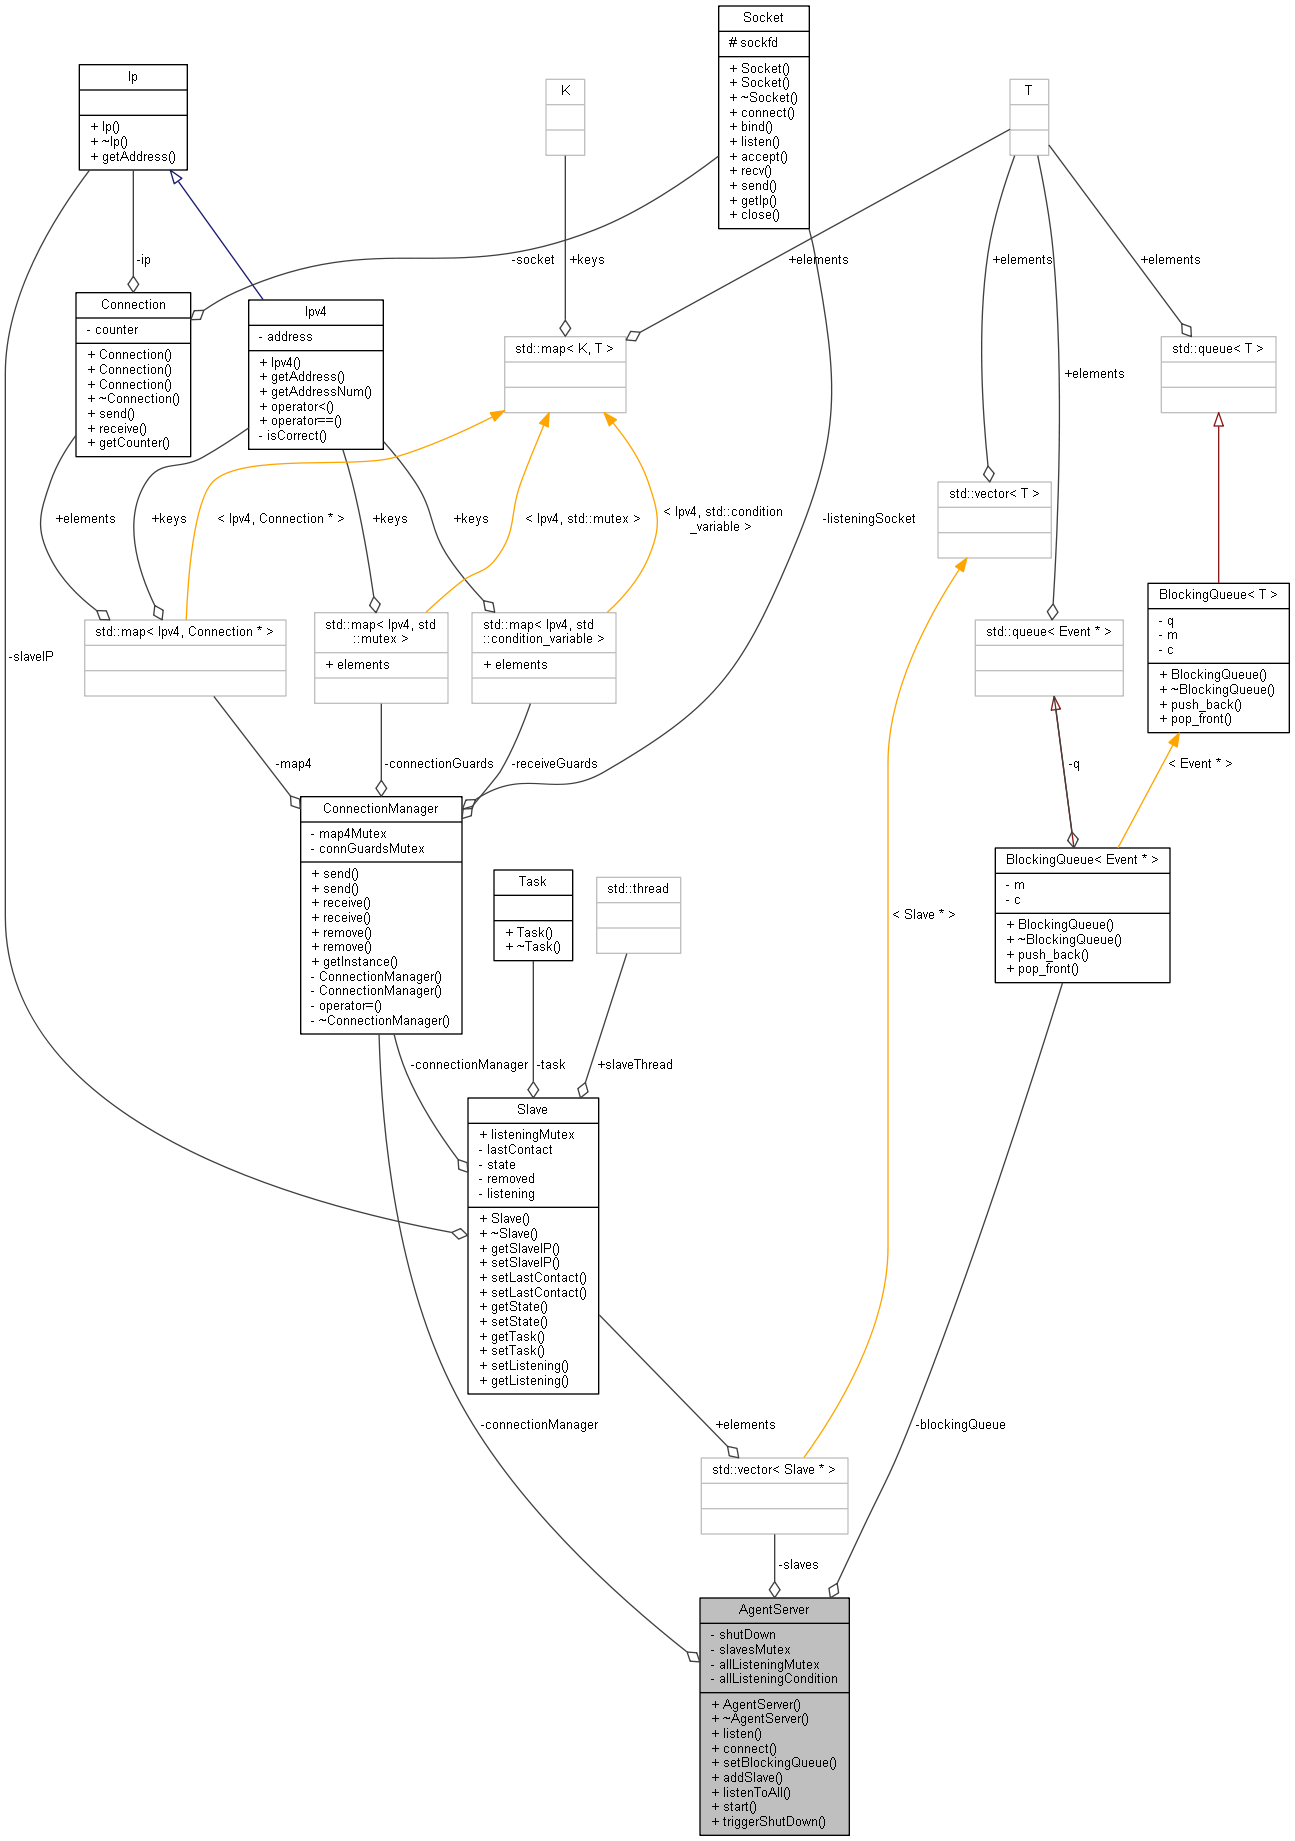 Socket
# sockfd
+ Socket()
+ Socket()
+ ~Socket()
+ connect()
+ bind()
+ listen()
+ accept()
+ recv()
+ send()
+ getIp()
+ close()
Ip
+ Ip()
+ ~Ip()
+ getAddress()
K
T
-ip
-socket
+keys
+elements
+elements
+elements
+elements
Connection
- counter
+ Connection()
+ Connection()
+ Connection()
+ ~Connection()
+ send()
+ receive()
+ getCounter()
Ipv4
- address
+ Ipv4()
+ getAddress()
+ getAddressNum()
+ operator<()
+ operator==()
- isCorrect()
std::map< K, T >
std::queue< T >
std::vector< T >
+elements
+keys
< Ipv4, Connection * >
+keys
+keys
< Ipv4, std::mutex >
< Ipv4, std::condition
_variable >
-listeningSocket
-slaveIP
std::map< Ipv4, Connection * >
std::map< Ipv4, std
::mutex >
+ elements
std::map< Ipv4, std
::condition_variable >
+ elements
std::queue< Event * >
BlockingQueue< T >
- q
- m
- c
+ BlockingQueue()
+ ~BlockingQueue()
+ push_back()
+ pop_front()
-map4
-connectionGuards
-receiveGuards
-q
< Event * >
ConnectionManager
- map4Mutex
- connGuardsMutex
+ send()
+ send()
+ receive()
+ receive()
+ remove()
+ remove()
+ getInstance()
- ConnectionManager()
- ConnectionManager()
- operator=()
- ~ConnectionManager()
Task
+ Task()
+ ~Task()
std::thread
< Slave * >
BlockingQueue< Event * >
- m
- c
+ BlockingQueue()
+ ~BlockingQueue()
+ push_back()
+ pop_front()
-connectionManager
-task
+slaveThread
Slave
+ listeningMutex
- lastContact
- state
- removed
- listening
+ Slave()
+ ~Slave()
+ getSlaveIP()
+ setSlaveIP()
+ setLastContact()
+ setLastContact()
+ getState()
+ setState()
+ getTask()
+ setTask()
+ setListening()
+ getListening()
-connectionManager
+elements
-blockingQueue
std::vector< Slave * >
-slaves
AgentServer
- shutDown
- slavesMutex
- allListeningMutex
- allListeningCondition
+ AgentServer()
+ ~AgentServer()
+ listen()
+ connect()
+ setBlockingQueue()
+ addSlave()
+ listenToAll()
+ start()
+ triggerShutDown()